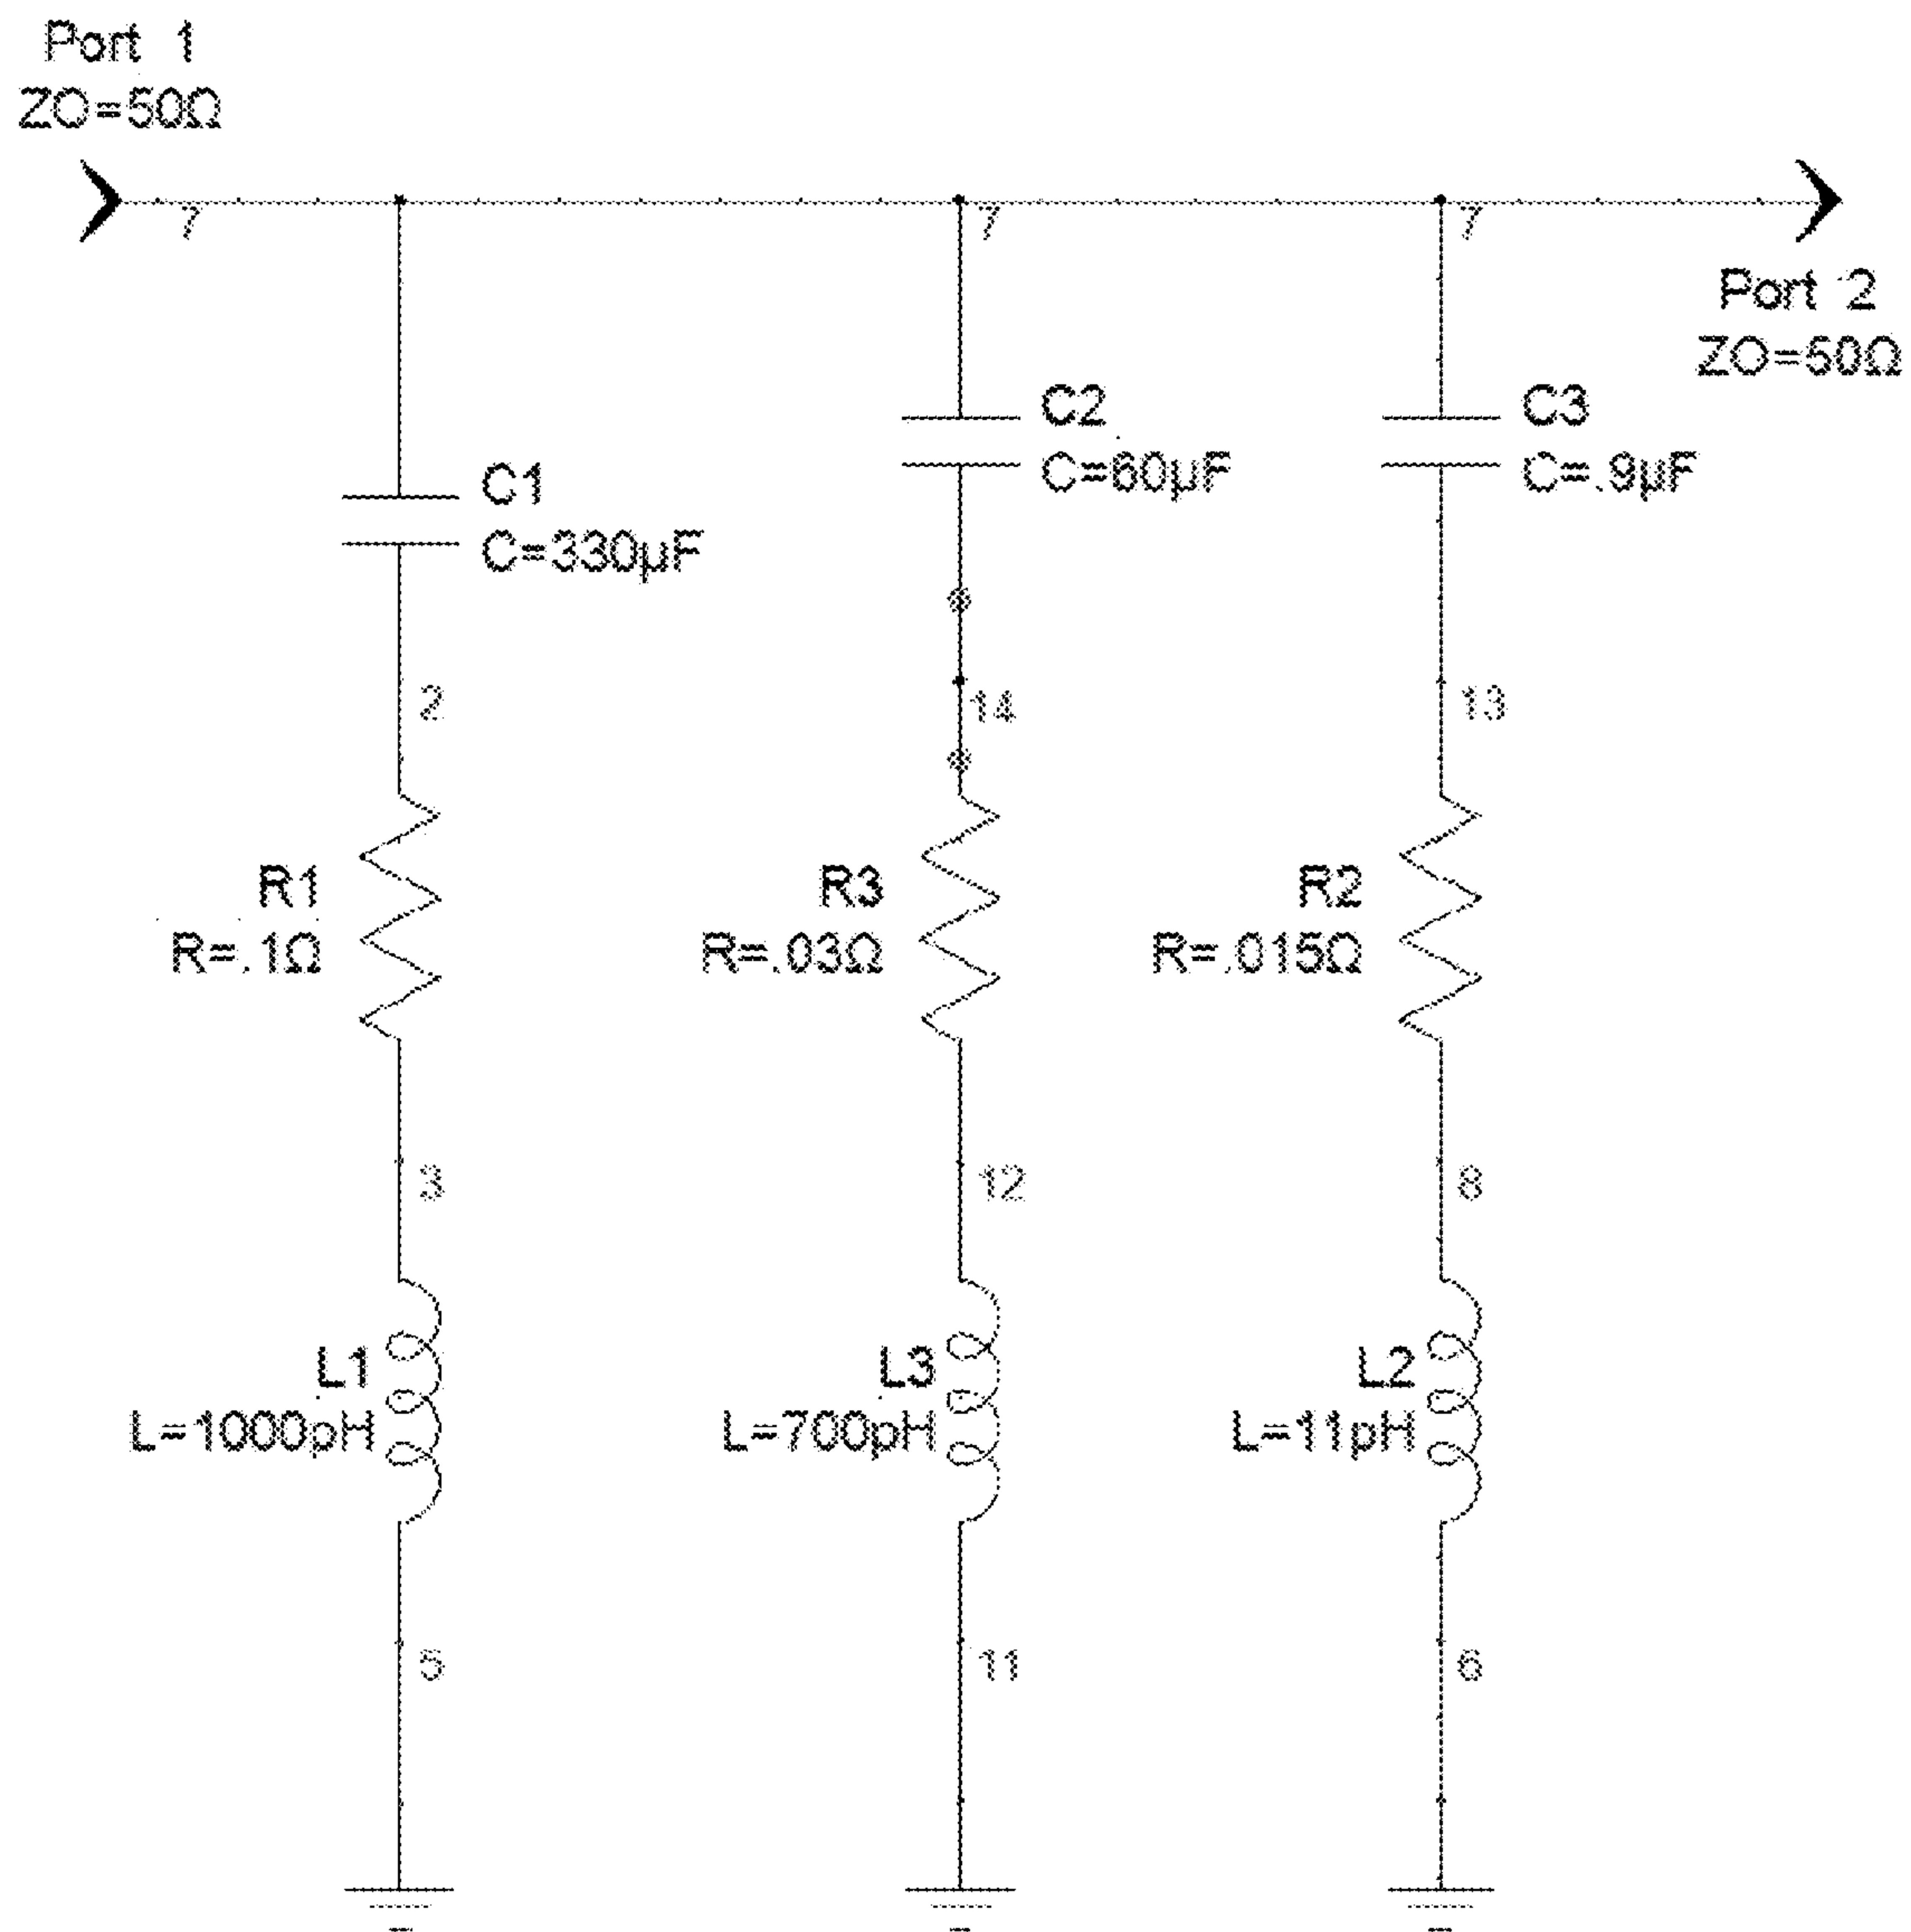 Port 1
ZO=50Ω
7
7
7
Port 2
ZO=50Ω
C1
C=330µF
C2
C=60µF
C3
C=.9µF
2
14
13
R1
R=.1Ω
R3
R=.03Ω
R2
R=.015Ω
3
12
8
L1
L=1000pH
L3
L=700pH
L2
L=11pH
5
11
6